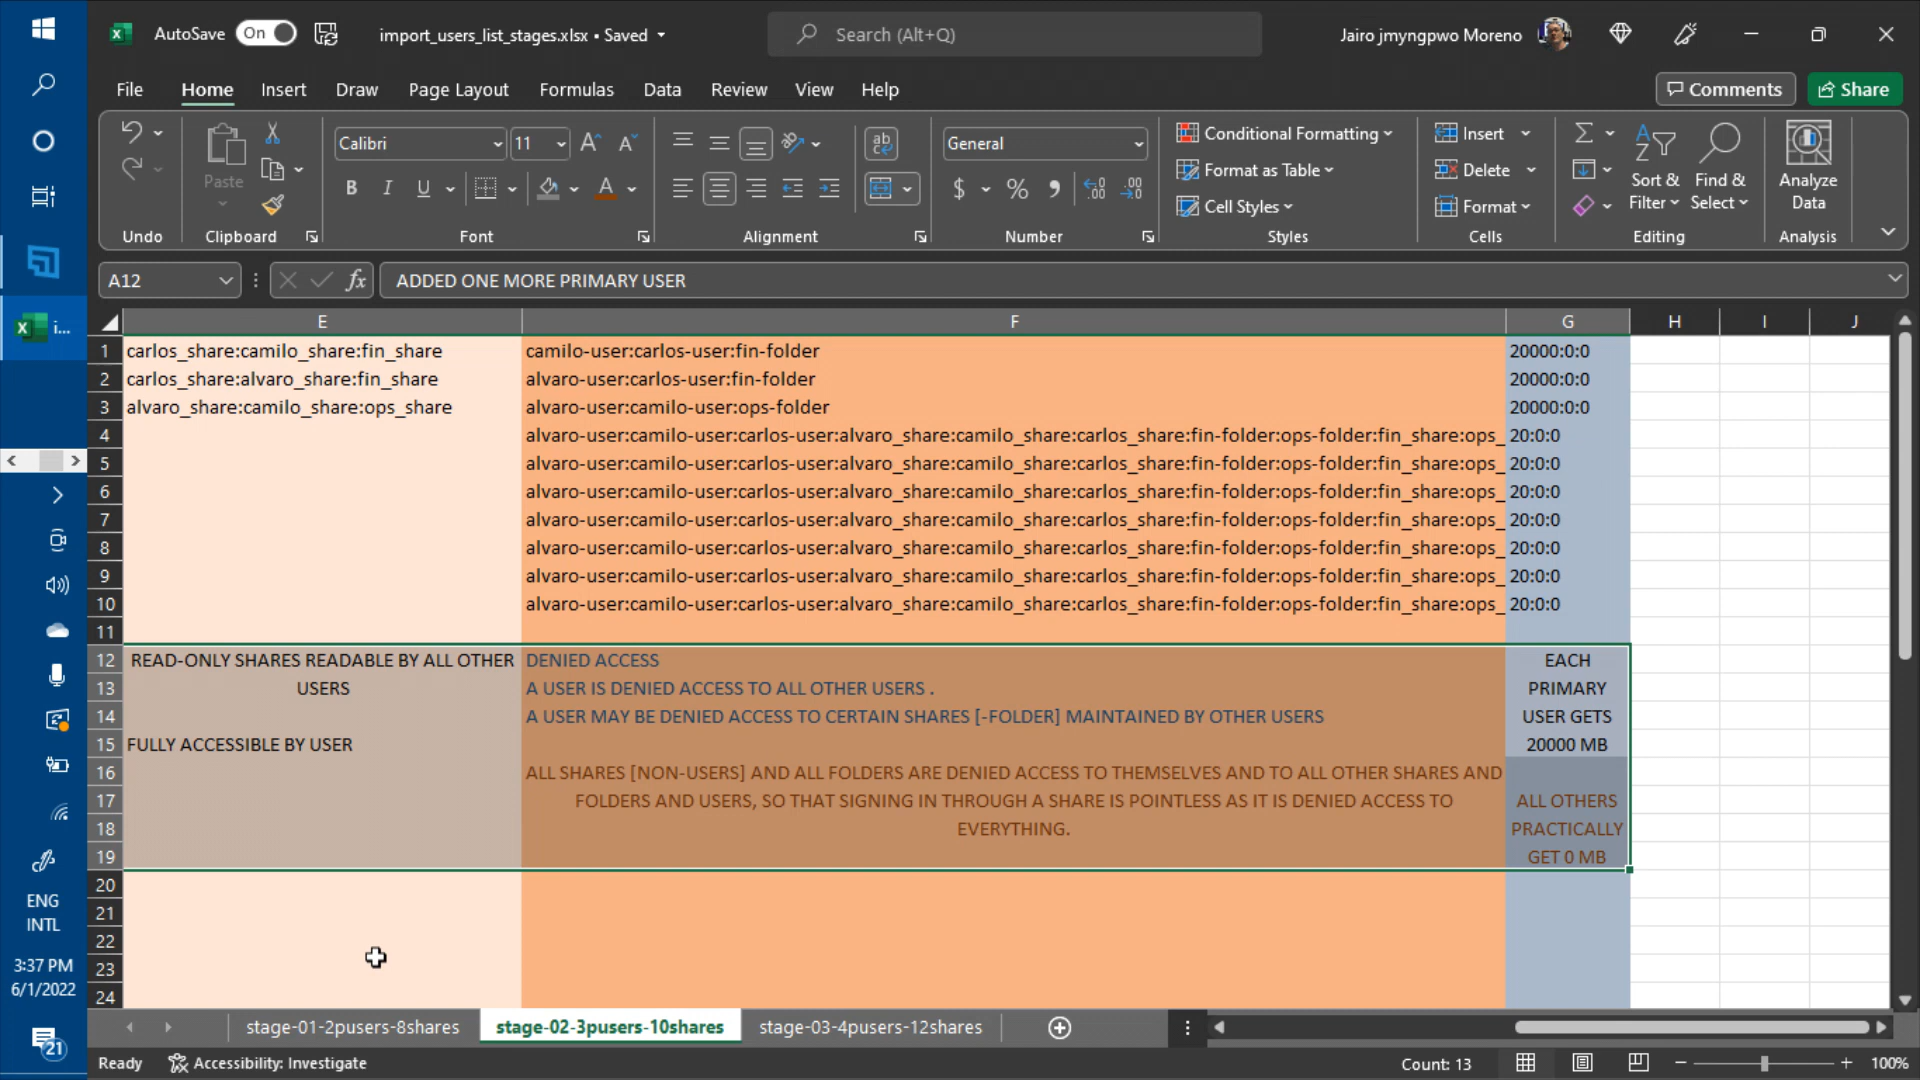 AutoSave On import_users_list_stages.xlsx • Saved Search (Alt+Q) Jairo jmyngpwo Moreno
File Home Insert Draw Page Layout Formulas Data Review View Help Comments Share
Calibri 11 General
Paste
B I U
Conditional Formatting
Format as Table
Cell Styles
Insert
Delete
Format
Sort & Filter
Find & Select
Analyze Data
Undo Clipboard Font Alignment Number Styles Cells Editing Analysis
A12 fx ADDED ONE MORE PRIMARY USER
E F G H I J
1 carlos_share:camilo_share:fin_share camilo-user:carlos-user:fin-folder 20000:0:0
2 carlos_share:alvaro_share:fin_share alvaro-user:carlos-user:fin-folder 20000:0:0
3 alvaro_share:camilo_share:ops_share alvaro-user:camilo-user:ops-folder 20000:0:0
4 alvaro-user:camilo-user:carlos-user:alvaro_share:camilo_share:carlos_share:fin-folder:ops-folder:fin_share:ops_ 20:0:0
5 alvaro-user:camilo-user:carlos-user:alvaro_share:camilo_share:carlos_share:fin-folder:ops-folder:fin_share:ops_ 20:0:0
6 alvaro-user:camilo-user:carlos-user:alvaro_share:camilo_share:carlos_share:fin-folder:ops-folder:fin_share:ops_ 20:0:0
7 alvaro-user:camilo-user:carlos-user:alvaro_share:camilo_share:carlos_share:fin-folder:ops-folder:fin_share:ops_ 20:0:0
8 alvaro-user:camilo-user:carlos-user:alvaro_share:camilo_share:carlos_share:fin-folder:ops-folder:fin_share:ops_ 20:0:0
9 alvaro-user:camilo-user:carlos-user:alvaro_share:camilo_share:carlos_share:fin-folder:ops-folder:fin_share:ops_ 20:0:0
10 alvaro-user:camilo-user:carlos-user:alvaro_share:camilo_share:carlos_share:fin-folder:ops-folder:fin_share:ops_ 20:0:0
11
12 READ-ONLY SHARES READABLE BY ALL OTHER DENIED ACCESS EACH
13 USERS A USER IS DENIED ACCESS TO ALL OTHER USERS . PRIMARY
14 A USER MAY BE DENIED ACCESS TO CERTAIN SHARES [-FOLDER] MAINTAINED BY OTHER USERS USER GETS
15 FULLY ACCESSIBLE BY USER 20000 MB
16 ALL SHARES [NON-USERS] AND ALL FOLDERS ARE DENIED ACCESS TO THEMSELVES AND TO ALL OTHER SHARES AND
17 FOLDERS AND USERS, SO THAT SIGNING IN THROUGH A SHARE IS POINTLESS AS IT IS DENIED ACCESS TO ALL OTHERS
18 EVERYTHING. PRACTICALLY
19 GET 0 MB
20
21
22
23
24
i...
ENG
INTL
3:37 PM
6/1/2022
21
stage-01-2pusers-8shares stage-02-3pusers-10shares stage-03-4pusers-12shares
Ready Accessibility: Investigate Count: 13 100%